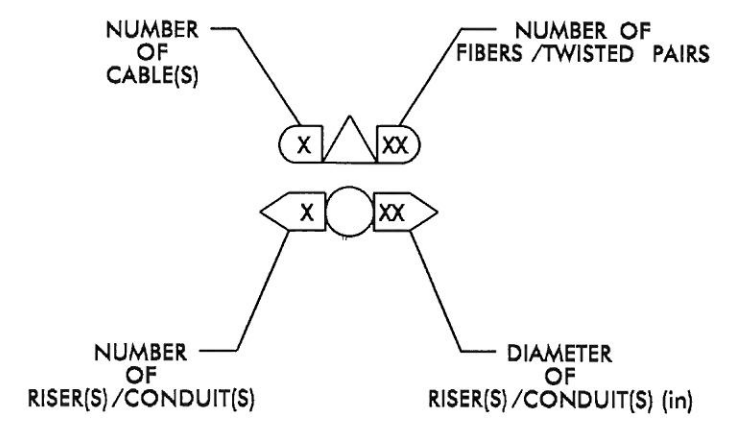 NUMBER
OF
CABLE(S)
NUMBER OF
FIBERS /TWISTED PAIRS
X
XX
X
XX
NUMBER
OF
RISER(S)/CONDUIT(S)
DIAMETER
OF
RISER(S)/CONDUIT(S) (in)